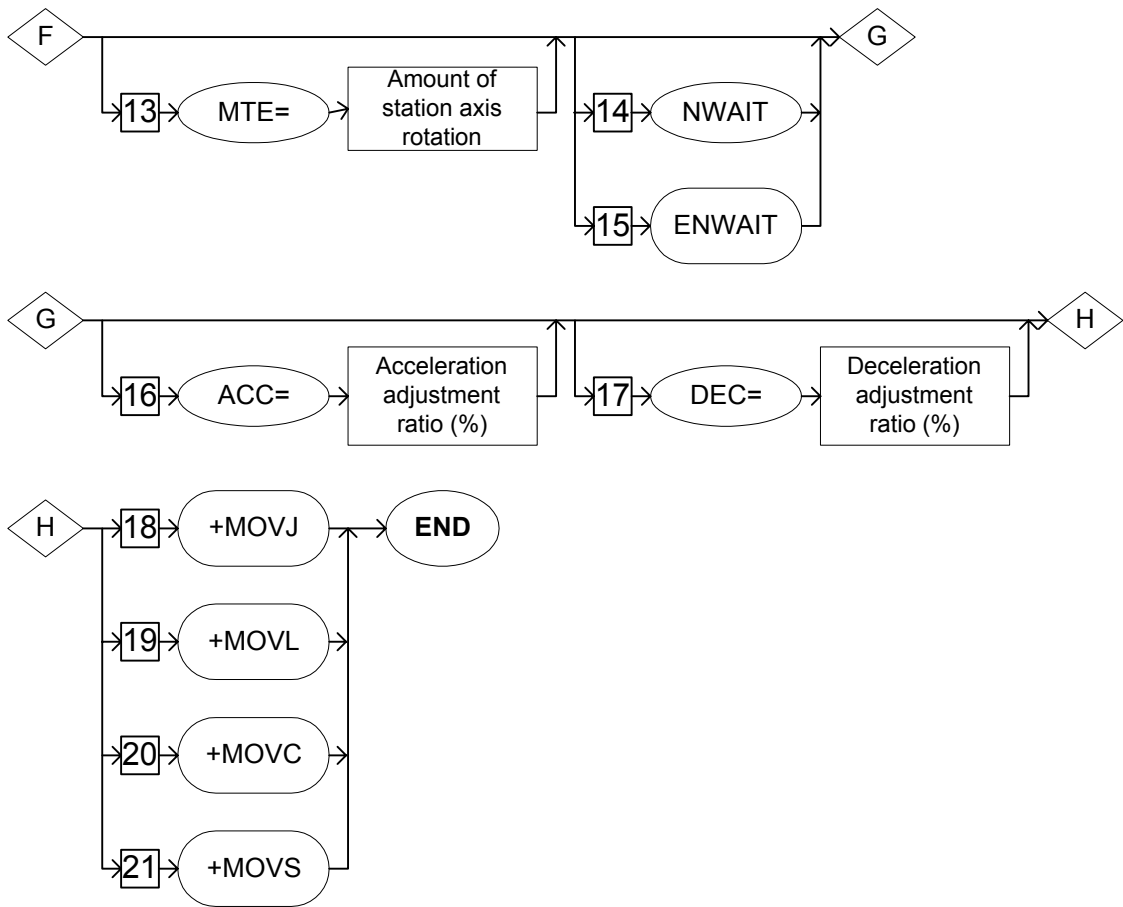 F
G
13
MTE=
Amount of
station axis
rotation
14
NWAIT
15
ENWAIT
G
H
16
ACC=
Acceleration
adjustment
ratio (%)
17
DEC=
Deceleration
adjustment
ratio (%)
H
18
+MOVJ
END
19
+MOVL
20
+MOVC
21
+MOVS